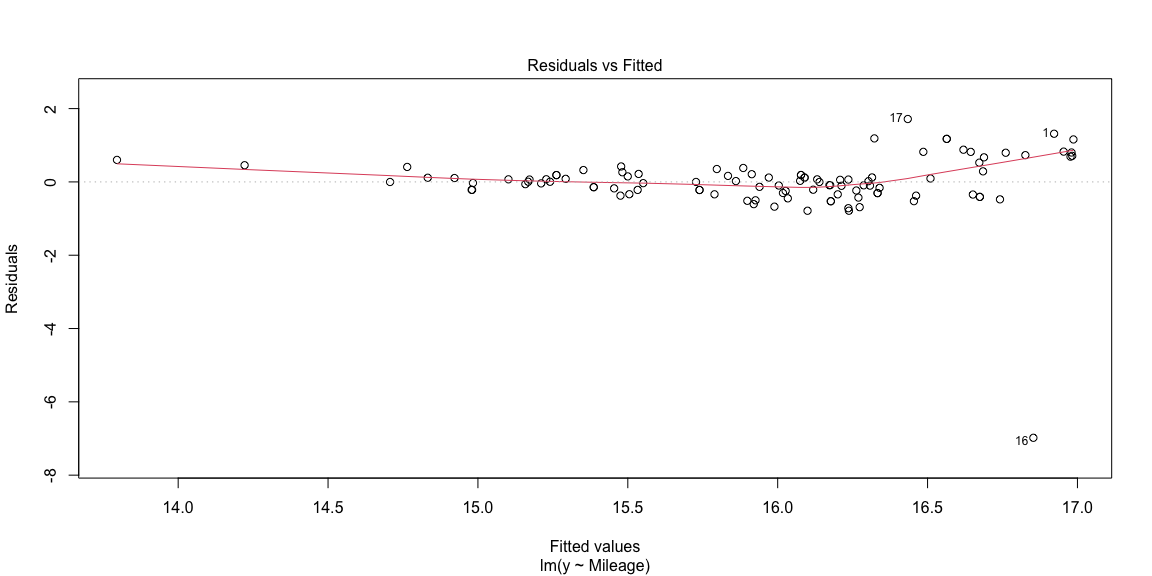 Residuals vs Fitted
Residuals
2
0
-2
-4
-6
-8
17
1
16
14.0 14.5 15.0 15.5 16.0 16.5 17.0
Fitted values
lm(y ~ Mileage)